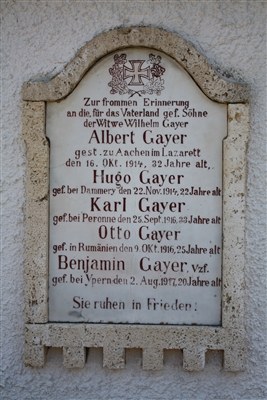 Zur frommen Erinnerung
an die, für das Vaterland gef. Söhne
der Witwe Wilhelm Gayer
Albert Gayer
gest. zu Aachen im Lazarett
den 16. Okt. 1914, 32 Jahre alt,
Hugo Gayer
gef. bei Dammery den 22. Nov. 1914, 22 Jahre alt
Karl Gayer
gef. bei Peronne den 25. Sept. 1916, 33 Jahre alt
Otto Gayer
gef. in Rumänien den 9. Okt. 1916, 25 Jahre alt
Benjamin Gayer. Vzf.
gef. bei Ypern den 2. Aug. 1917, 20 Jahre alt
Sie ruhen in Frieden!